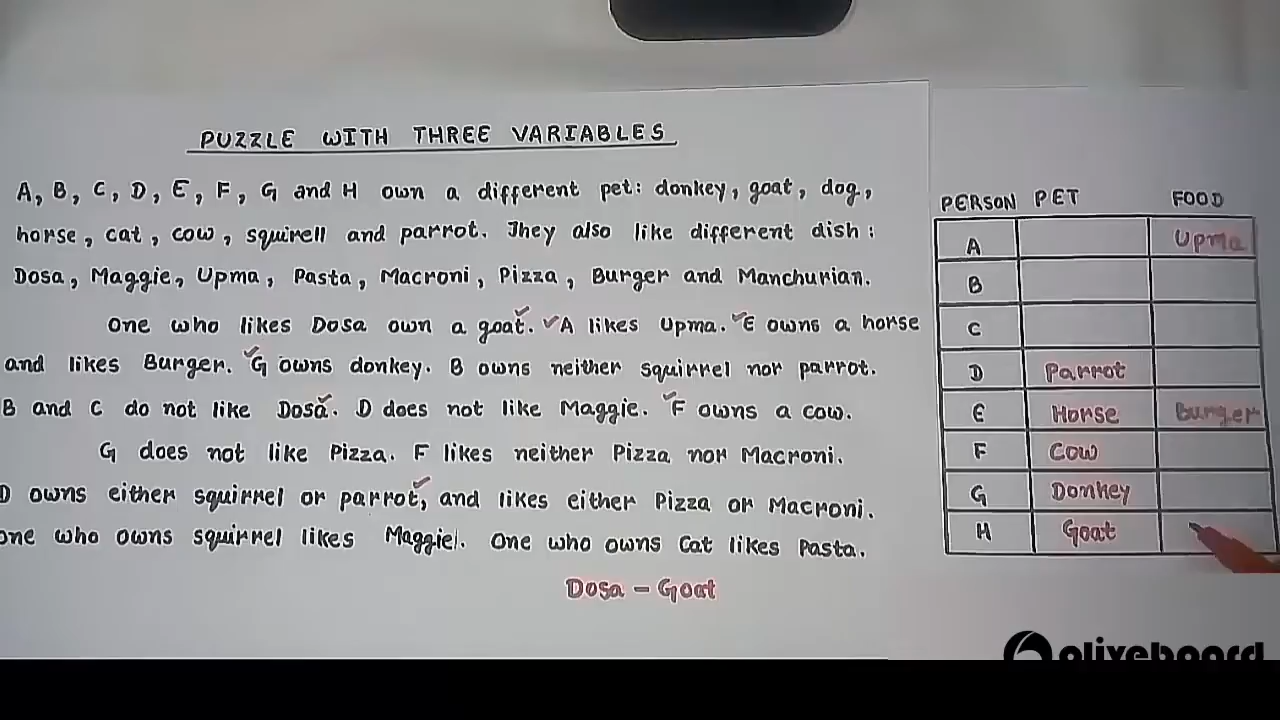 PUZZLE WITH THREE VARIABLES
A, B, C, D, E, F, G and H own a different pet: donkey, goat, dog,
horse, cat, cow, squirell and parrot. They also like different dish:
Dosa, Maggie, Upma, Pasta, Macroni, Pizza, Burger and Manchurian.
One who likes Dosa own a goat. A likes Upma. E owns a horse
and likes Burger. G owns donkey. B owns neither squirrel nor parrot.
B and C do not like Dosa. D does not like Maggie. F owns a cow.
G does not like Pizza. F likes neither Pizza nor Macroni.
D owns either squirrel or parrot, and likes either Pizza or Macroni.
One who owns squirrel likes Maggie. One who owns Cat likes Pasta.
Dosa - Goat
PERSON PET FOOD
A Upma
B
C
D Parrot
E Horse Burger
F Cow
G Donkey
H Goat
oliveboard